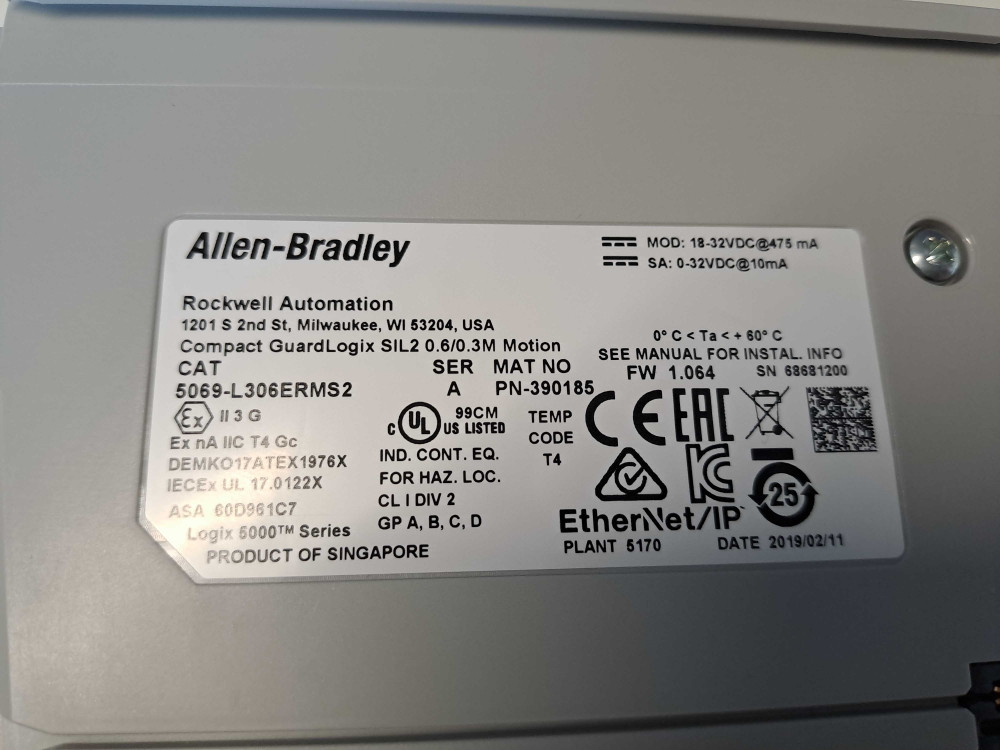 Allen-Bradley
MOD: 18-32VDC@475 mA
SA: 0-32VDC@10mA
Rockwell Automation
1201 S 2nd St, Milwaukee, WI 53204, USA
Compact GuardLogix SIL2 0.6/0.3M Motion
0° C < Ta < + 60° C
SEE MANUAL FOR INSTAL. INFO
CAT SER MAT NO FW 1.064 SN 68681200
5069-L306ERMS2 A PN-390185
Ex II 3 G
Ex nA IIC T4 Gc
DEMKO17ATEX1976X
IECEx UL 17.0122X
ASA 60D961C7
Logix 5000™ Series
PRODUCT OF SINGAPORE
c UL US LISTED
99CM
IND. CONT. EQ.
FOR HAZ. LOC.
CL I DIV 2
GP A, B, C, D
TEMP
CODE
T4
CE EAC
KC
25
EtherNet/IP
PLANT 5170 DATE 2019/02/11